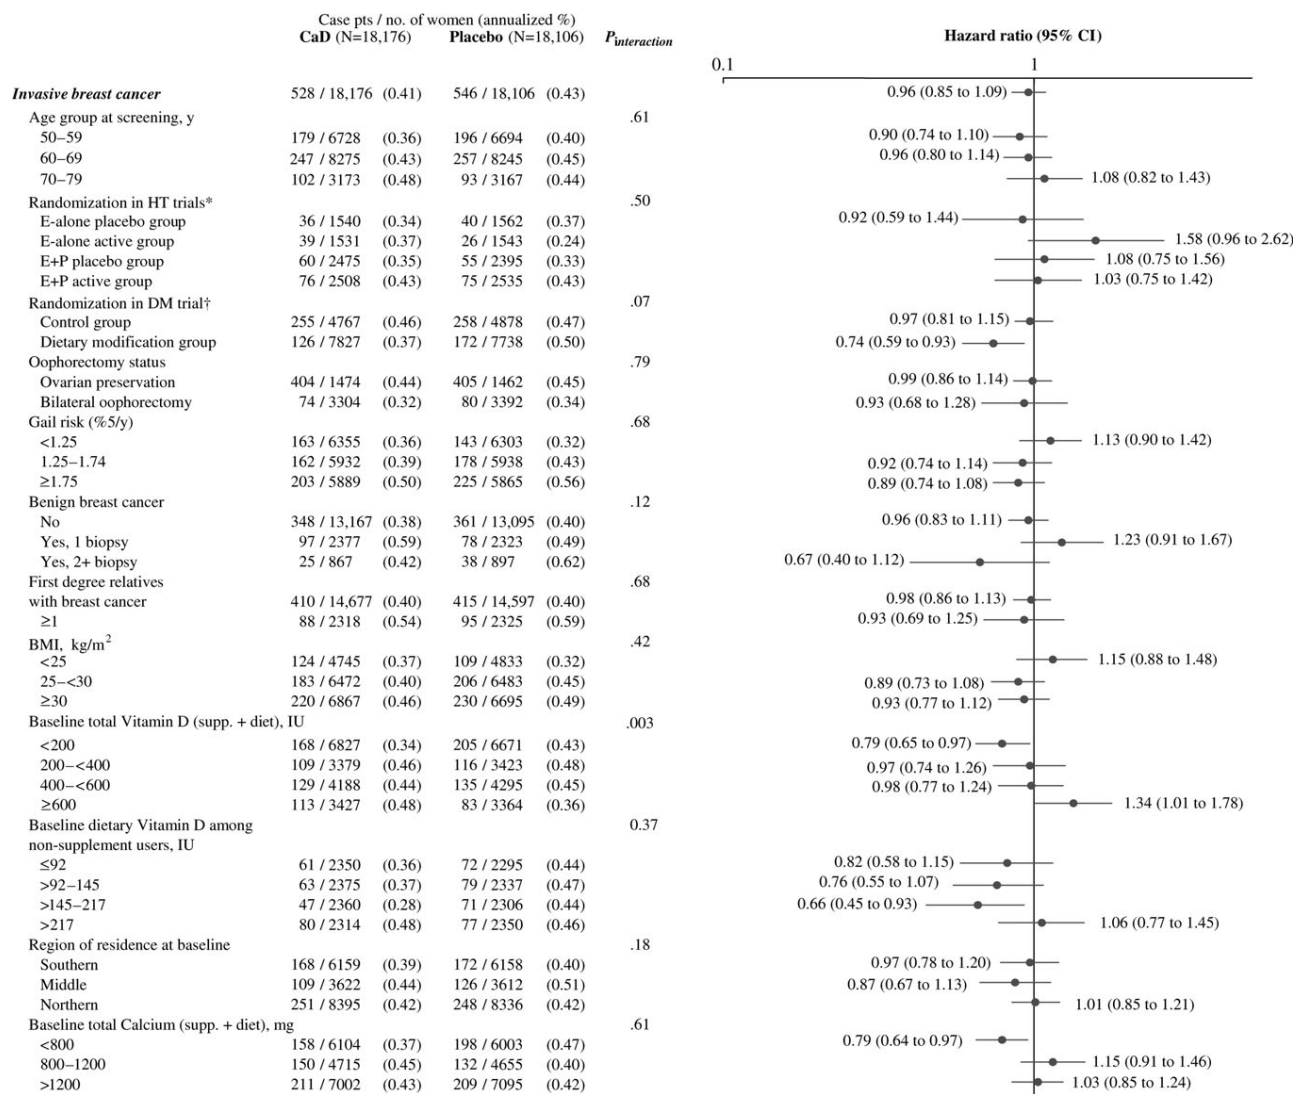 Case pts / no. of women (annualized %)
CaD (N=18,176) Placebo (N=18,106) Pinteraction Hazard ratio (95% CI)
0.1 1
Invasive breast cancer 528 / 18,176 (0.41) 546 / 18,106 (0.43) 0.96 (0.85 to 1.09)
Age group at screening, y .61
50–59 179 / 6728 (0.36) 196 / 6694 (0.40) 0.90 (0.74 to 1.10)
60–69 247 / 8275 (0.43) 257 / 8245 (0.45) 0.96 (0.80 to 1.14)
70–79 102 / 3173 (0.48) 93 / 3167 (0.44) 1.08 (0.82 to 1.43)
Randomization in HT trials* .50
E-alone placebo group 36 / 1540 (0.34) 40 / 1562 (0.37) 0.92 (0.59 to 1.44)
E-alone active group 39 / 1531 (0.37) 26 / 1543 (0.24) 1.58 (0.96 to 2.62)
E+P placebo group 60 / 2475 (0.35) 55 / 2395 (0.33) 1.08 (0.75 to 1.56)
E+P active group 76 / 2508 (0.43) 75 / 2535 (0.43) 1.03 (0.75 to 1.42)
Randomization in DM trial† .07
Control group 255 / 4767 (0.46) 258 / 4878 (0.47) 0.97 (0.81 to 1.15)
Dietary modification group 126 / 7827 (0.37) 172 / 7738 (0.50) 0.74 (0.59 to 0.93)
Oophorectomy status .79
Ovarian preservation 404 / 1474 (0.44) 405 / 1462 (0.45) 0.99 (0.86 to 1.14)
Bilateral oophorectomy 74 / 3304 (0.32) 80 / 3392 (0.34) 0.93 (0.68 to 1.28)
Gail risk (%5/y) .68
<1.25 163 / 6355 (0.36) 143 / 6303 (0.32) 1.13 (0.90 to 1.42)
1.25–1.74 162 / 5932 (0.39) 178 / 5938 (0.43) 0.92 (0.74 to 1.14)
≥1.75 203 / 5889 (0.50) 225 / 5865 (0.56) 0.89 (0.74 to 1.08)
Benign breast cancer .12
No 348 / 13,167 (0.38) 361 / 13,095 (0.40) 0.96 (0.83 to 1.11)
Yes, 1 biopsy 97 / 2377 (0.59) 78 / 2323 (0.49) 1.23 (0.91 to 1.67)
Yes, 2+ biopsy 25 / 867 (0.42) 38 / 897 (0.62) 0.67 (0.40 to 1.12)
First degree relatives .68
with breast cancer 410 / 14,677 (0.40) 415 / 14,597 (0.40) 0.98 (0.86 to 1.13)
≥1 88 / 2318 (0.54) 95 / 2325 (0.59) 0.93 (0.69 to 1.25)
BMI, kg/m2 .42
<25 124 / 4745 (0.37) 109 / 4833 (0.32) 1.15 (0.88 to 1.48)
25–<30 183 / 6472 (0.40) 206 / 6483 (0.45) 0.89 (0.73 to 1.08)
≥30 220 / 6867 (0.46) 230 / 6695 (0.49) 0.93 (0.77 to 1.12)
Baseline total Vitamin D (supp. + diet), IU .003
<200 168 / 6827 (0.34) 205 / 6671 (0.43) 0.79 (0.65 to 0.97)
200–<400 109 / 3379 (0.46) 116 / 3423 (0.48) 0.97 (0.74 to 1.26)
400–<600 129 / 4188 (0.44) 135 / 4295 (0.45) 0.98 (0.77 to 1.24)
≥600 113 / 3427 (0.48) 83 / 3364 (0.36) 1.34 (1.01 to 1.78)
Baseline dietary Vitamin D among 0.37
non-supplement users, IU
≤92 61 / 2350 (0.36) 72 / 2295 (0.44) 0.82 (0.58 to 1.15)
>92–145 63 / 2375 (0.37) 79 / 2337 (0.47) 0.76 (0.55 to 1.07)
>145–217 47 / 2360 (0.28) 71 / 2306 (0.44) 0.66 (0.45 to 0.93)
>217 80 / 2314 (0.48) 77 / 2350 (0.46) 1.06 (0.77 to 1.45)
Region of residence at baseline .18
Southern 168 / 6159 (0.39) 172 / 6158 (0.40) 0.97 (0.78 to 1.20)
Middle 109 / 3622 (0.44) 126 / 3612 (0.51) 0.87 (0.67 to 1.13)
Northern 251 / 8395 (0.42) 248 / 8336 (0.42) 1.01 (0.85 to 1.21)
Baseline total Calcium (supp. + diet), mg .61
<800 158 / 6104 (0.37) 198 / 6003 (0.47) 0.79 (0.64 to 0.97)
800–1200 150 / 4715 (0.45) 132 / 4655 (0.40) 1.15 (0.91 to 1.46)
>1200 211 / 7002 (0.43) 209 / 7095 (0.42) 1.03 (0.85 to 1.24)